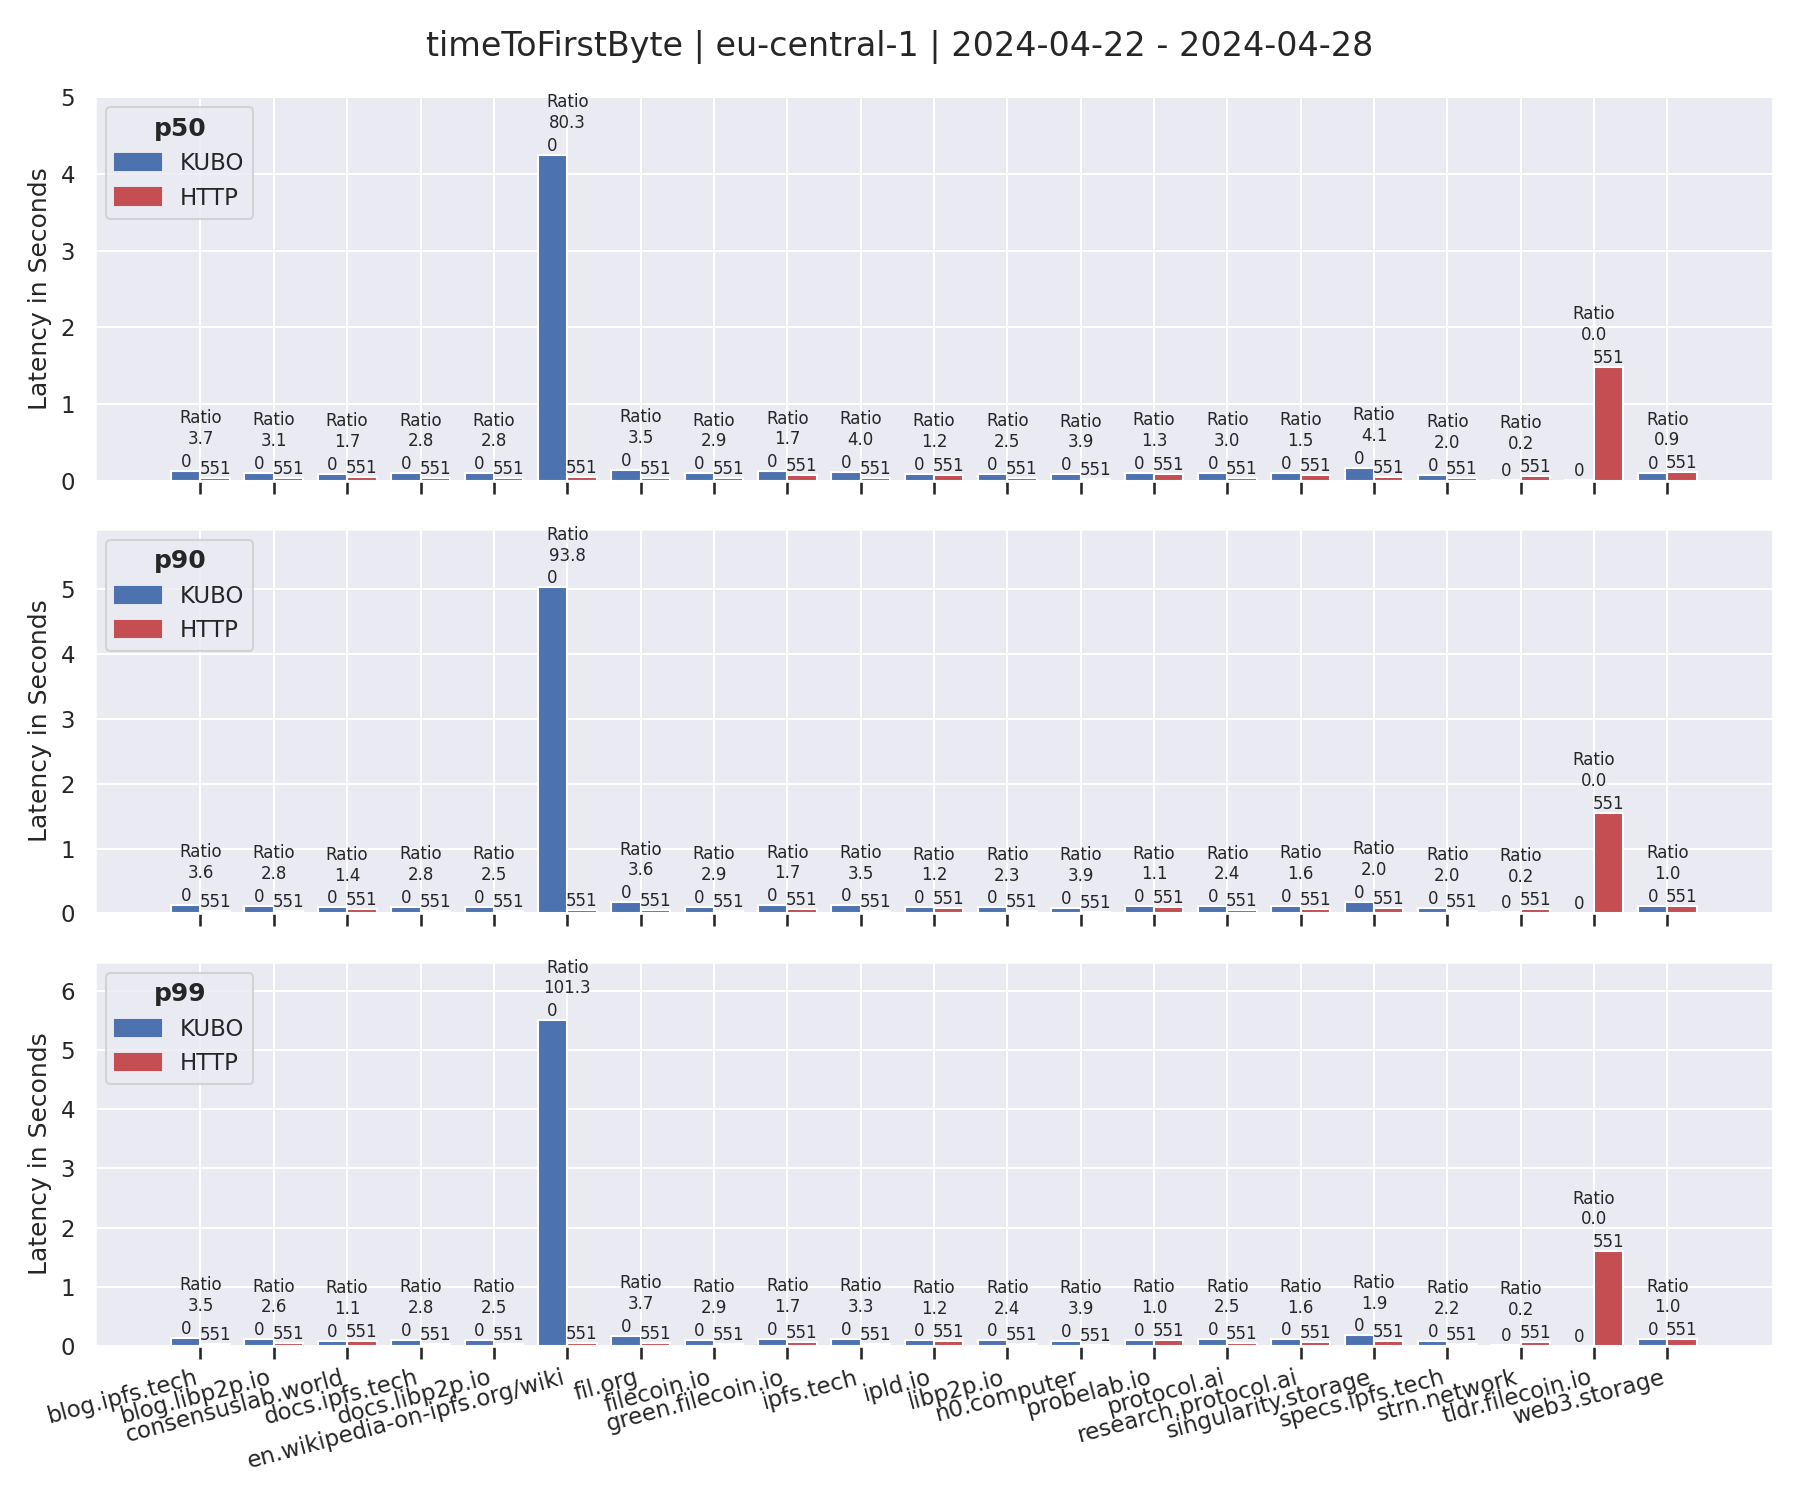 timeToFirstByte | eu-central-1 | 2024-04-22 - 2024-04-28
Latency in Seconds
5
4
3
2
1
0
p50
KUBO
HTTP
Ratio 3.7 0 551
Ratio 3.1 0 551
Ratio 1.7 0 551
Ratio 2.8 0 551
Ratio 2.8 0 551
Ratio 80.3 0 551
Ratio 3.5 0 551
Ratio 2.9 0 551
Ratio 1.7 0 551
Ratio 4.0 0 551
Ratio 1.2 0 551
Ratio 2.5 0 551
Ratio 3.9 0 551
Ratio 1.3 0 551
Ratio 3.0 0 551
Ratio 1.5 0 551
Ratio 4.1 0 551
Ratio 2.0 0 551
Ratio 0.2 0 551
Ratio 0.0 0 551
Ratio 0.9 0 551
Latency in Seconds
5
4
3
2
1
0
p90
KUBO
HTTP
Ratio 3.6 0 551
Ratio 2.8 0 551
Ratio 1.4 0 551
Ratio 2.8 0 551
Ratio 2.5 0 551
Ratio 93.8 0 551
Ratio 3.6 0 551
Ratio 2.9 0 551
Ratio 1.7 0 551
Ratio 3.5 0 551
Ratio 1.2 0 551
Ratio 2.3 0 551
Ratio 3.9 0 551
Ratio 1.1 0 551
Ratio 2.4 0 551
Ratio 1.6 0 551
Ratio 2.0 0 551
Ratio 2.0 0 551
Ratio 0.2 0 551
Ratio 0.0 0 551
Ratio 1.0 0 551
Latency in Seconds
6
5
4
3
2
1
0
p99
KUBO
HTTP
Ratio 3.5 0 551
Ratio 2.6 0 551
Ratio 1.1 0 551
Ratio 2.8 0 551
Ratio 2.5 0 551
Ratio 101.3 0 551
Ratio 3.7 0 551
Ratio 2.9 0 551
Ratio 1.7 0 551
Ratio 3.3 0 551
Ratio 1.2 0 551
Ratio 2.4 0 551
Ratio 3.9 0 551
Ratio 1.0 0 551
Ratio 2.5 0 551
Ratio 1.6 0 551
Ratio 1.9 0 551
Ratio 2.2 0 551
Ratio 0.2 0 551
Ratio 0.0 0 551
Ratio 1.0 0 551
blog.ipfs.tech
blog.libp2p.io
consensuslab.world
docs.ipfs.tech
docs.libp2p.io
en.wikipedia-on-ipfs.org/wiki
fil.org
filecoin.io
green.filecoin.io
ipfs.tech
ipld.io
libp2p.io
n0.computer
probelab.io
protocol.ai
research.protocol.ai
singularity.storage
specs.ipfs.tech
strn.network
tldr.filecoin.io
web3.storage